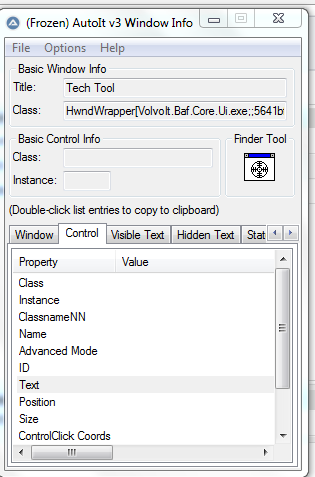 (Frozen) AutoIt v3 Window Info
File Options Help
Basic Window Info
Title: Tech Tool
Class: HwndWrapper[VolvoIt.Baf.Core.Ui.exe;;5641b
Basic Control Info
Finder Tool
Class:
Instance:
(Double-click list entries to copy to clipboard)
Window Control Visible Text Hidden Text Stat
Property Value
Class
Instance
ClassnameNN
Name
Advanced Mode
ID
Text
Position
Size
ControlClick Coords